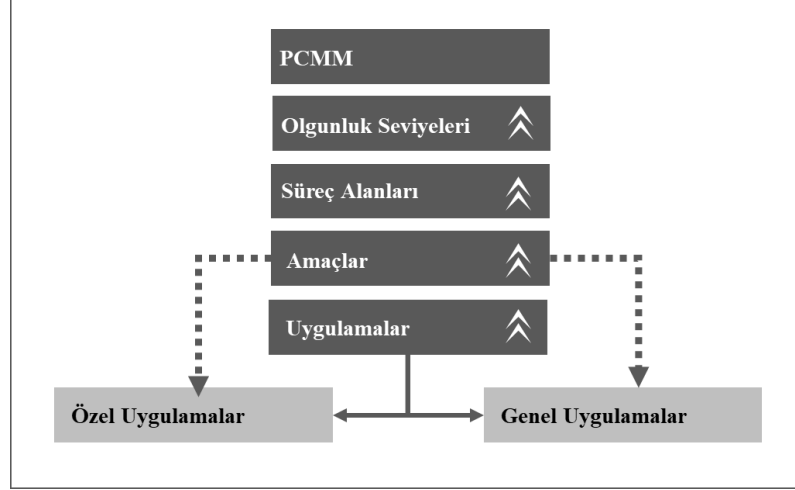 PCMM
Olgunluk Seviyeleri
Süreç Alanları
Amaçlar
Uygulamalar
Özel Uygulamalar
Genel Uygulamalar